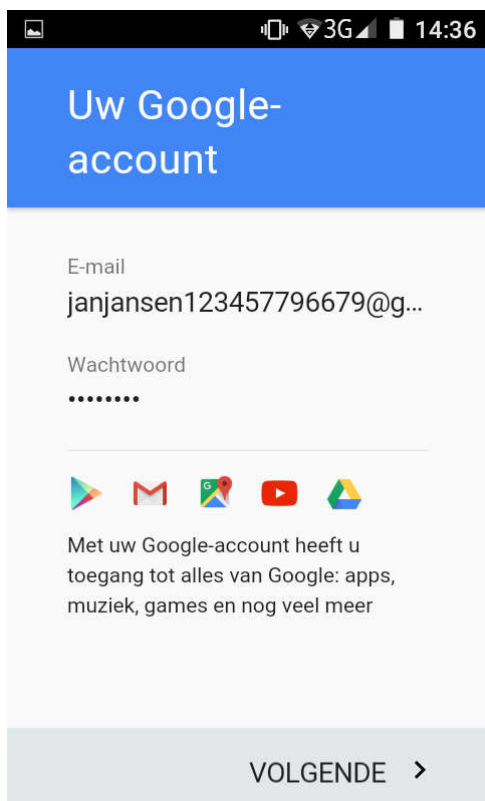 3G 14:36
Uw Google-
account
E-mail
janjansen123457796679@g...
Wachtwoord
••••••••
Met uw Google-account heeft u
toegang tot alles van Google: apps,
muziek, games en nog veel meer
VOLGENDE